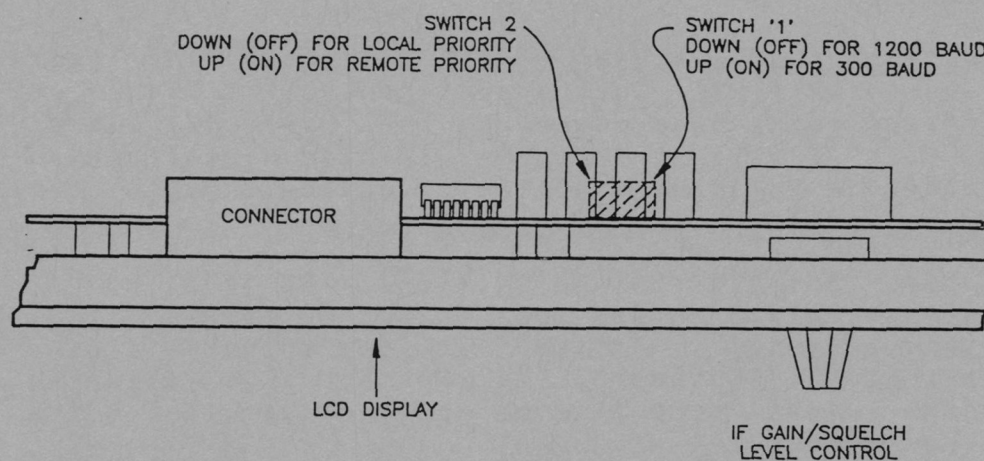 SWITCH 2
DOWN (OFF) FOR LOCAL PRIORITY
UP (ON) FOR REMOTE PRIORITY
SWITCH '1'
DOWN (OFF) FOR 1200 BAUD
UP (ON) FOR 300 BAUD
CONNECTOR
LCD DISPLAY
IF GAIN/SQUELCH
LEVEL CONTROL